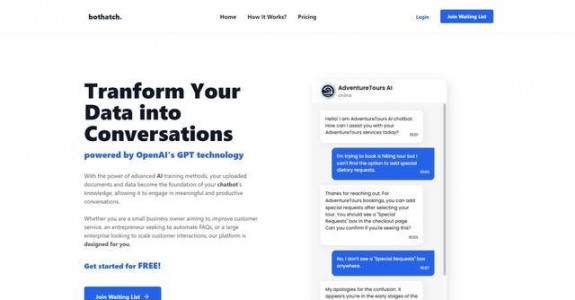 bothatch.
Home
How It Works?
Pricing
Login
Join Waiting List
Tranform Your
Data into
Conversations
powered by OpenAI's GPT technology
With the power of advanced AI training methods, your uploaded
documents and data become the foundation of your chatbot's
knowledge, allowing it to engage in meaningful and productive
conversations.
Whether you are a small business owner aiming to improve customer
service, an entrepreneur seeking to automate FAQs, or a large
enterprise looking to scale customer interactions, our platform is
designed for you.
Get started for FREE!
Join Waiting List →
AdventureTours AI
online
Hello! I am AdventureTours AI chatbot.
How can I assist you with your
AdventureTours services today?
I'm trying to book a hiking tour but I
can't find the option to add special
dietary requests.
Thanks for reaching out. For
AdventureTours bookings, you can add
special requests after selecting your
tour. You should see a "Special
Requests" box in the checkout page.
Can you confirm if you're seeing this?
No, I don't see a "Special Requests" box
anywhere.
My apologies for the confusion. It
appears you're in the early stages of the